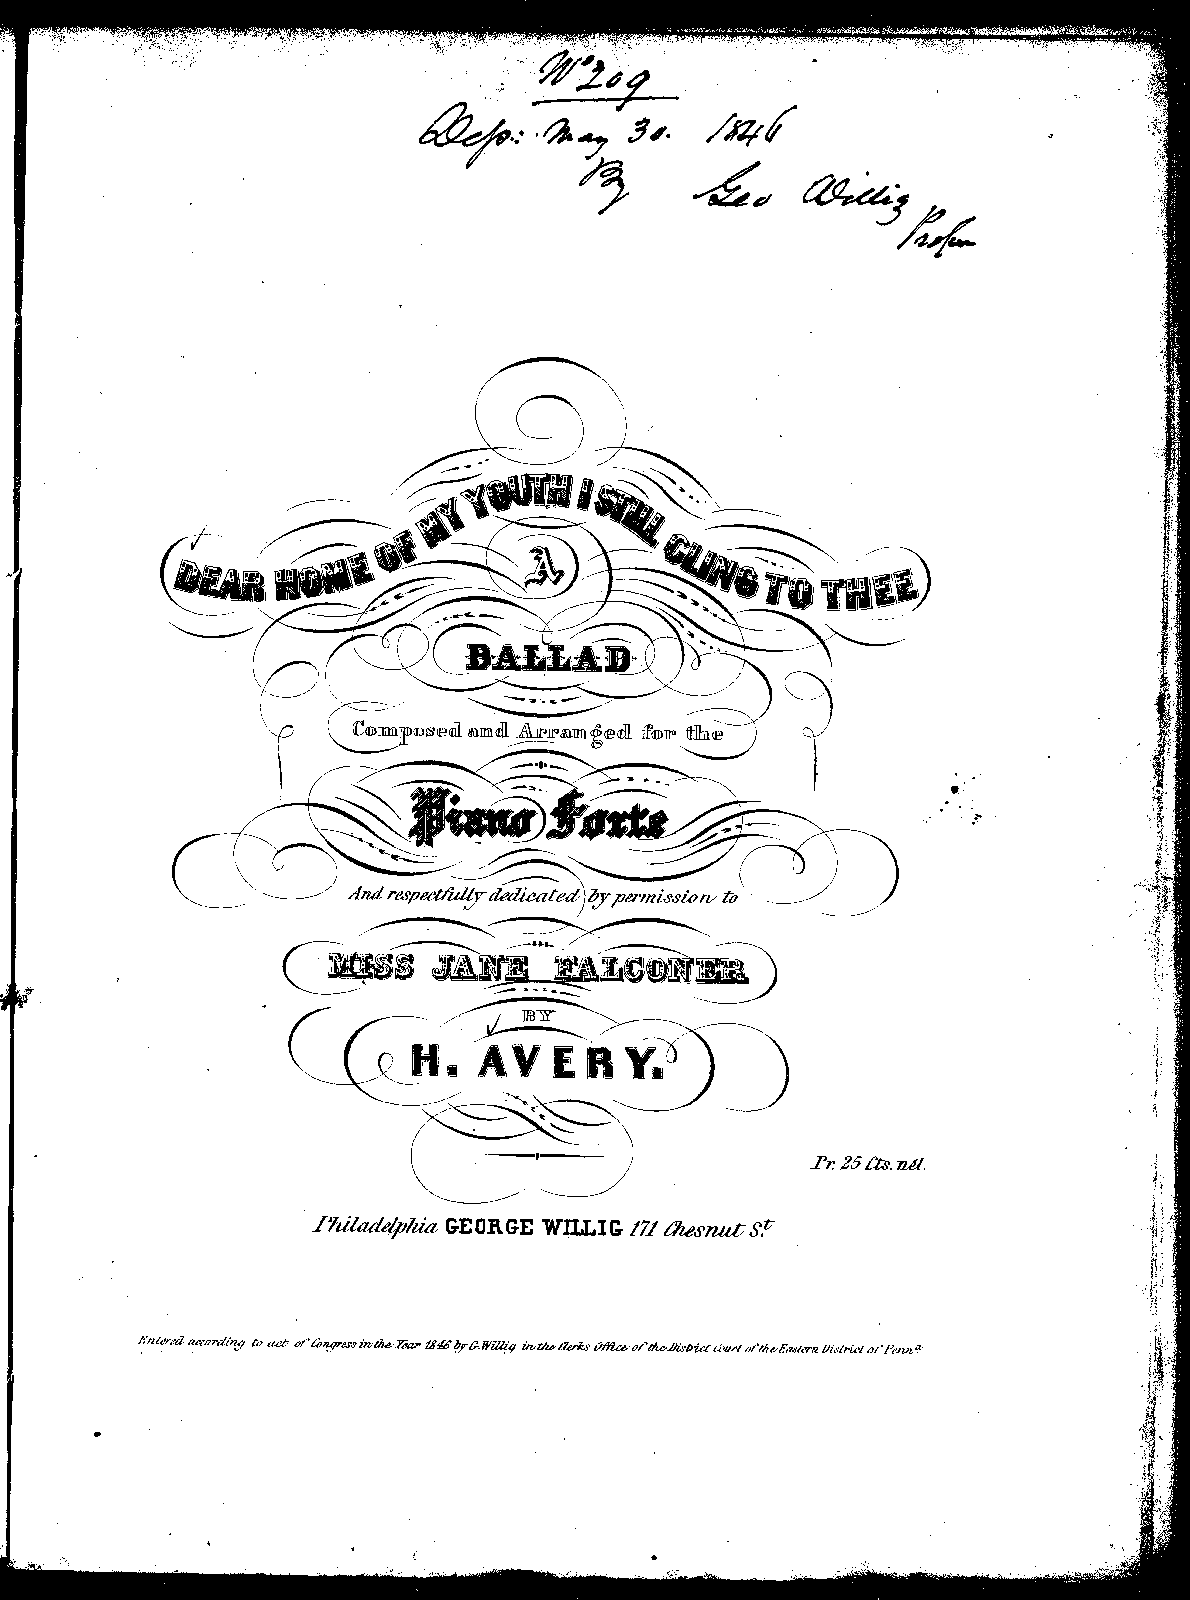 No 209
Dep: May 30. 1846
By Geo Willig
DEAR HOME OF MY YOUTH I STILL CLING TO THEE
A
BALLAD
Composed and Arranged for the
Piano Forte
And respectfully dedicated by permission to
MISS JANE FALCONER
BY
H. AVERY.
Pr. 25 Cts. net.
Philadelphia GEORGE WILLIG 171 Chesnut St.
Entered according to act of Congress in the Year 1846 by G. Willig in the Clerks Office of the District Court of the Eastern District of Penna.